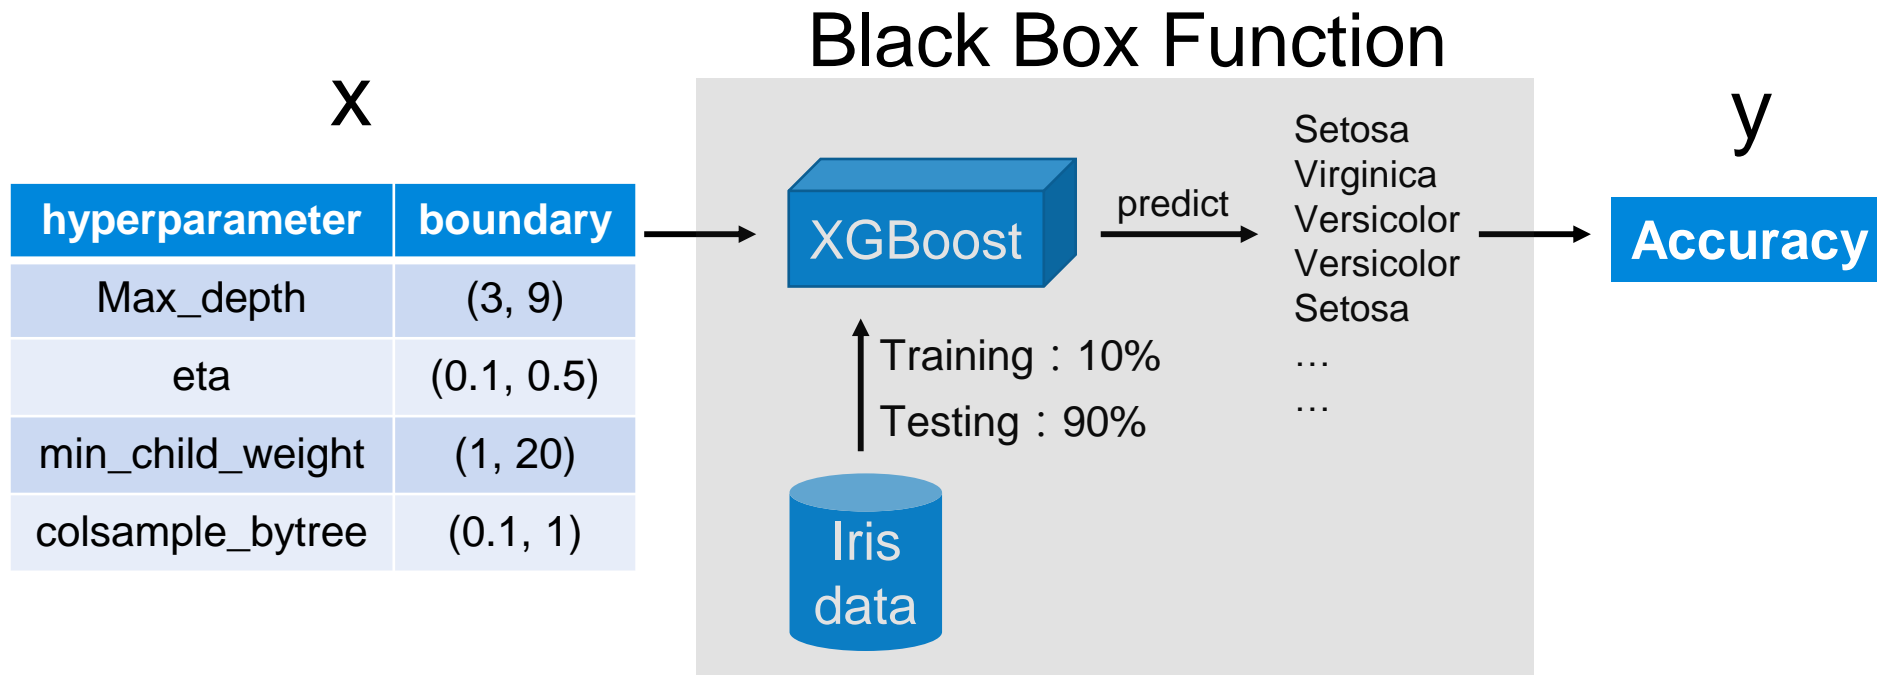 Black Box Function
x
y
hyperparameter boundary
Max_depth (3, 9)
eta (0.1, 0.5)
min_child_weight (1, 20)
colsample_bytree (0.1, 1)
XGBoost
Training：10%
Testing：90%
Iris
data
predict
Setosa
Virginica
Versicolor
Versicolor
Setosa
…
…
Accuracy